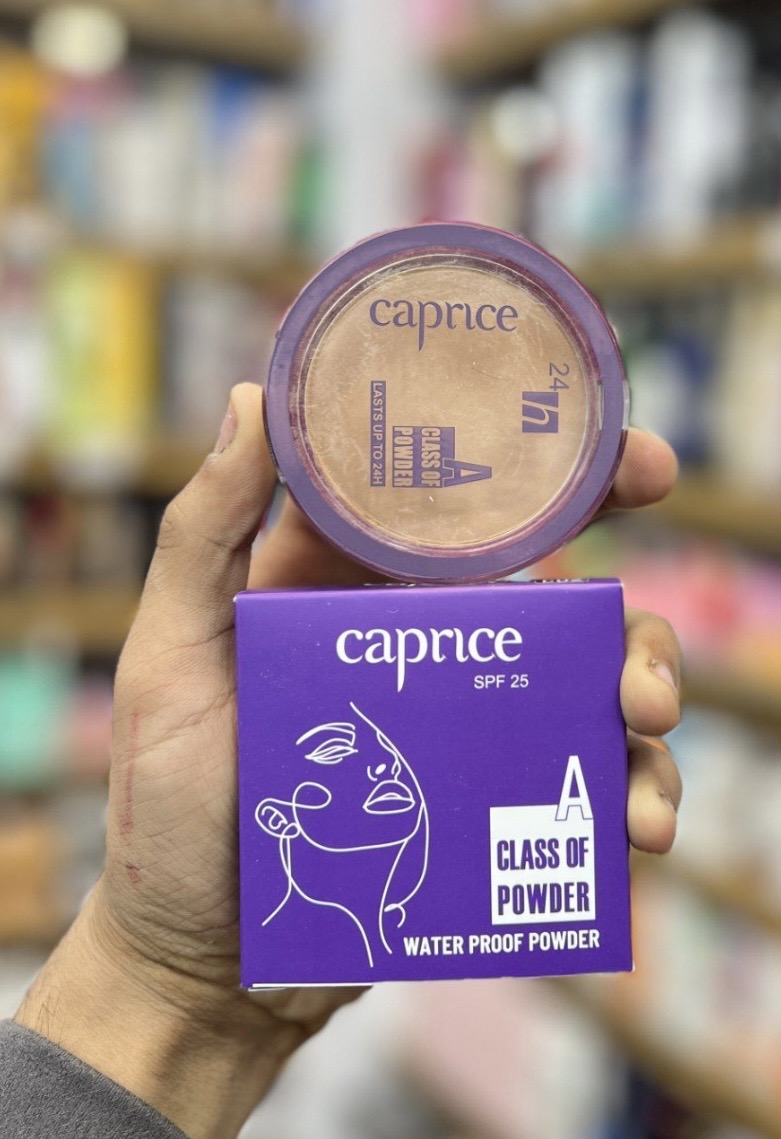 caprice
24
h
LASTS UP TO 24H
A
CLASS OF
POWDER
caprice
SPF 25
A
CLASS OF
POWDER
WATER PROOF POWDER